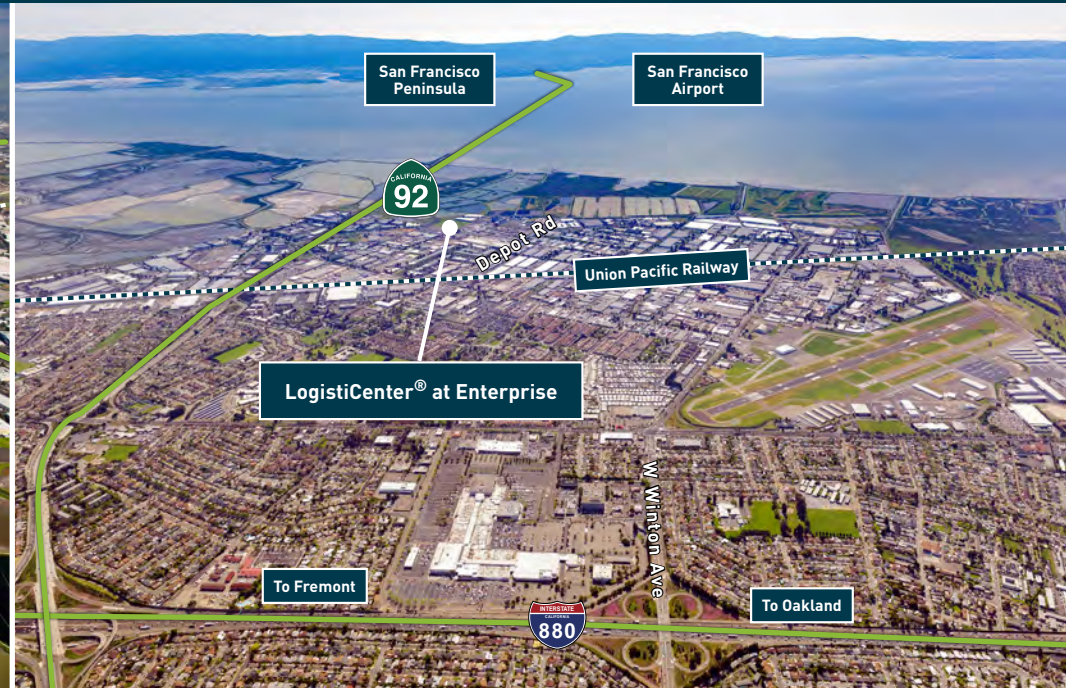 San Francisco
Peninsula
San Francisco
Airport
CALIFORNIA
92
Depot Rd
Union Pacific Railway
LogistiCenter® at Enterprise
W Winton Ave
To Fremont
INTERSTATE
CALIFORNIA
880
To Oakland